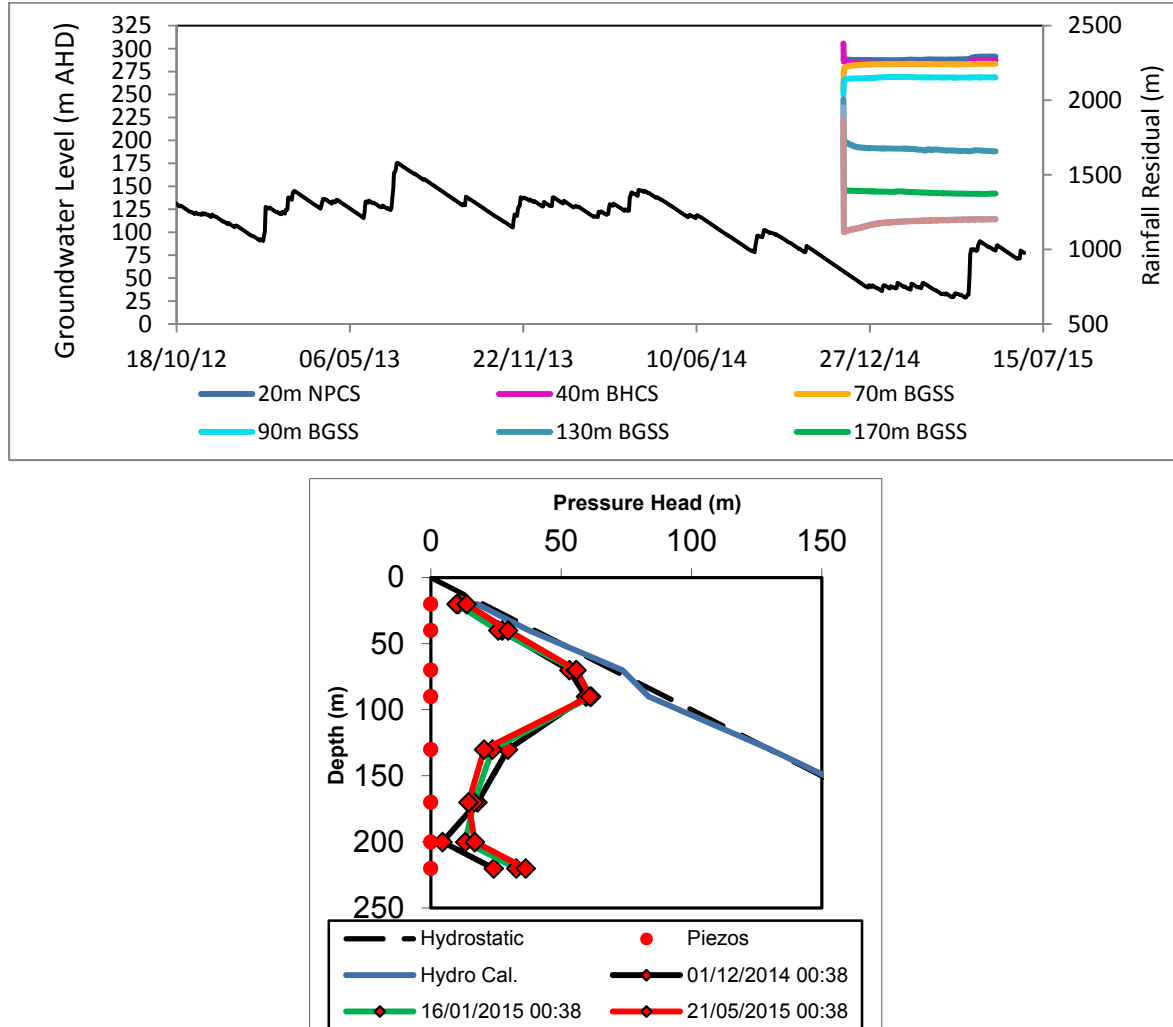 Groundwater Level (m AHD)
325
300
275
250
225
200
175
150
125
100
75
50
25
0
2500
2000
1500
1000
500
Rainfall Residual (m)
18/10/12 06/05/13 22/11/13 10/06/14 27/12/14 15/07/15
20m NPCS 40m BHCS 70m BGSS
90m BGSS 130m BGSS 170m BGSS
Pressure Head (m)
0 50 100 150
Depth (m)
0
50
100
150
200
250
Hydrostatic Piezos
Hydro Cal. 01/12/2014 00:38
16/01/2015 00:38 21/05/2015 00:38